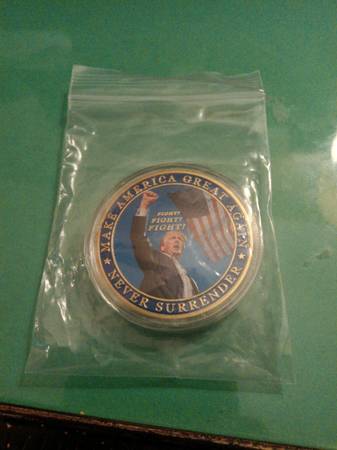 MAKE AMERICA GREAT AGAIN
FIGHT!
FIGHT!
FIGHT!
NEVER SURRENDER